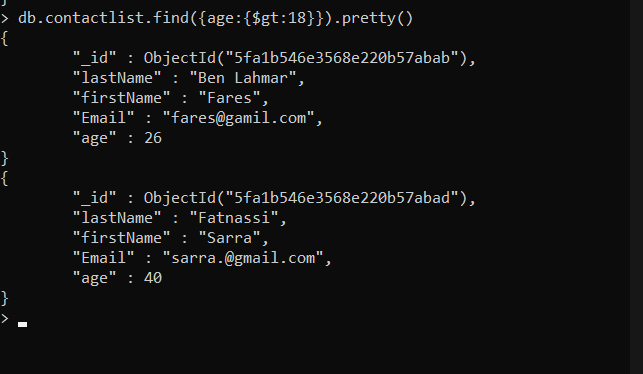 }
> db.contactlist.find({age:{$gt:18}}).pretty()
{
"_id" : ObjectId("5fa1b546e3568e220b57abab"),
"lastName" : "Ben Lahmar",
"firstName" : "Fares",
"Email" : "fares@gamil.com",
"age" : 26
}
{
"_id" : ObjectId("5fa1b546e3568e220b57abad"),
"lastName" : "Fatnassi",
"firstName" : "Sarra",
"Email" : "sarra.@gmail.com",
"age" : 40
}
>